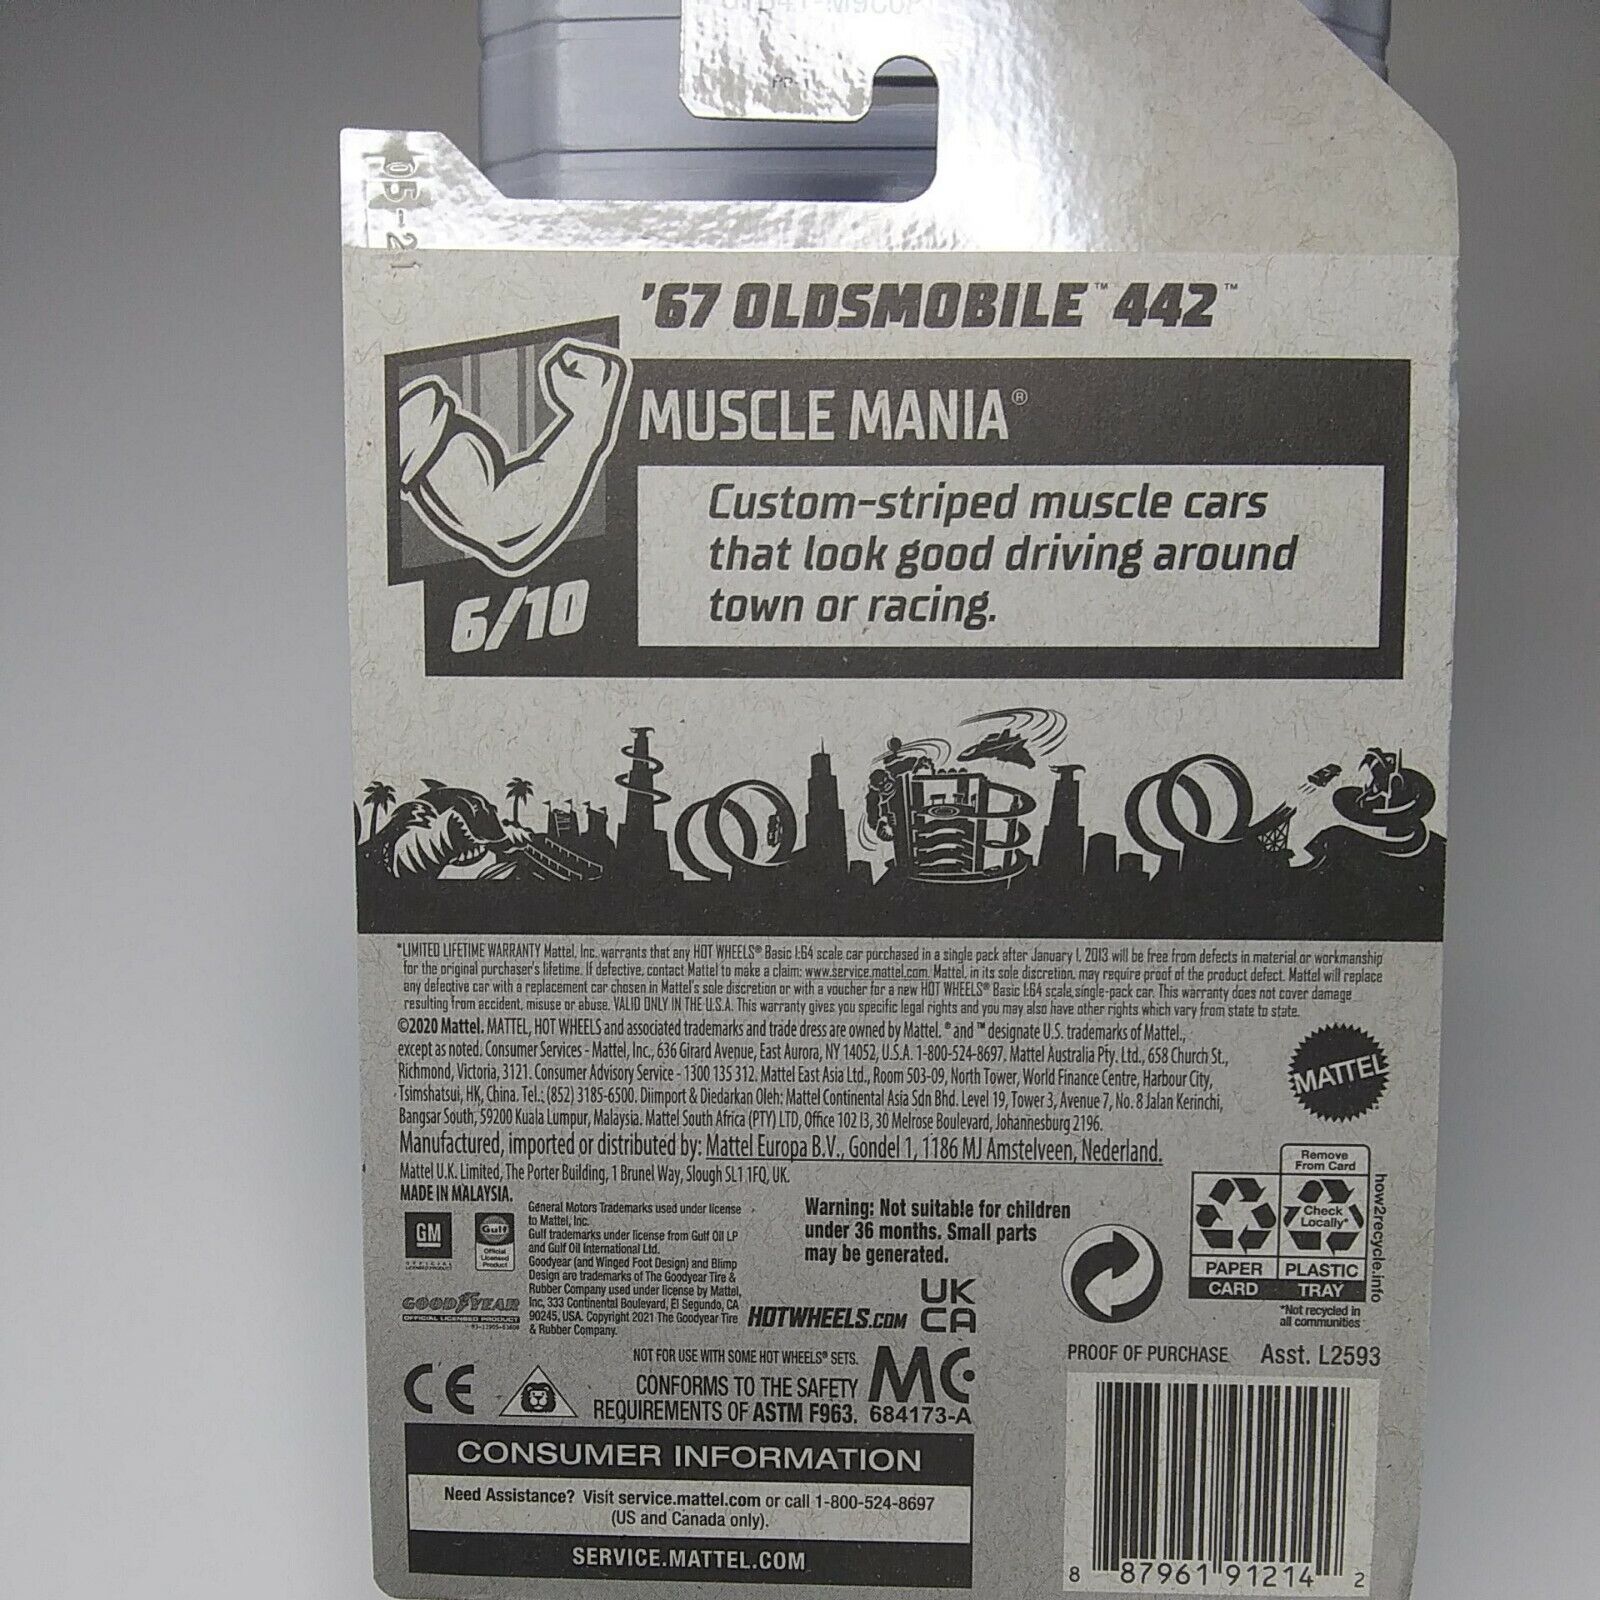 '67 OLDSMOBILE™ 442™
MUSCLE MANIA®
Custom-striped muscle cars
that look good driving around
town or racing.
6/10
*LIMITED LIFETIME WARRANTY Mattel, Inc. warrants that any HOT WHEELS® Basic 1:64 scale car purchased in a single pack after January 1, 2013 will be free from defects in material or workmanship
for the original purchaser's lifetime. If defective, contact Mattel to make a claim: www.service.mattel.com. Mattel, in its sole discretion, may require proof of the product defect. Mattel will replace
any defective car with a replacement car chosen in Mattel's sole discretion or with a voucher for a new HOT WHEELS® Basic 1:64 scale single-pack car. This warranty does not cover damage
resulting from accident, misuse or abuse. VALID ONLY IN THE U.S.A. This warranty gives you specific legal rights and you may also have other rights which vary from state to state.
©2020 Mattel. MATTEL, HOT WHEELS and associated trademarks and trade dress are owned by Mattel. ® and ™ designate U.S. trademarks of Mattel,
except as noted. Consumer Services - Mattel, Inc., 636 Girard Avenue, East Aurora, NY 14052, U.S.A. 1-800-524-8697. Mattel Australia Pty. Ltd., 658 Church St.,
Richmond, Victoria, 3121. Consumer Advisory Service - 1300 135 312. Mattel East Asia Ltd., Room 503-09, North Tower, World Finance Centre, Harbour City,
Tsimshatsui, HK, China. Tel.: (852) 3185-6500. Diimport & Diedarkan Oleh: Mattel Continental Asia Sdn Bhd. Level 19, Tower 3, Avenue 7, No. 8 Jalan Kerinchi,
Bangsar South, 59200 Kuala Lumpur, Malaysia. Mattel South Africa (PTY) LTD, Office 102 I3, 30 Melrose Boulevard, Johannesburg 2196.
Manufactured, imported or distributed by: Mattel Europa B.V., Gondel 1, 1186 MJ Amstelveen, Nederland.
Mattel U.K. Limited, The Porter Building, 1 Brunel Way, Slough SL1 1FQ, UK.
MADE IN MALAYSIA.
MATTEL
GM
OFFICIAL
LICENSED PRODUCT
Gulf
Official
Licensed
Product
GOODYEAR
OFFICIAL LICENSED PRODUCT
General Motors Trademarks used under license
to Mattel, Inc.
Gulf trademarks under license from Gulf Oil LP
and Gulf Oil International Ltd.
Goodyear (and Winged Foot Design) and Blimp
Design are trademarks of The Goodyear Tire &
Rubber Company used under license by Mattel,
Inc, 333 Continental Boulevard, El Segundo, CA
90245, USA. Copyright 2021 The Goodyear Tire
& Rubber Company.
Warning: Not suitable for children
under 36 months. Small parts
may be generated.
HOTWHEELS.COM
UK
CA
Remove
From Card
Check
Locally*
PAPER
CARD
PLASTIC
TRAY
how2recycle.info
*Not recycled in
all communities
CE
NOT FOR USE WITH SOME HOT WHEELS® SETS.
CONFORMS TO THE SAFETY
REQUIREMENTS OF ASTM F963.
MC
684173-A
PROOF OF PURCHASE
Asst. L2593
CONSUMER INFORMATION
Need Assistance? Visit service.mattel.com or call 1-800-524-8697
(US and Canada only).
SERVICE.MATTEL.COM
8 87961 91214 2